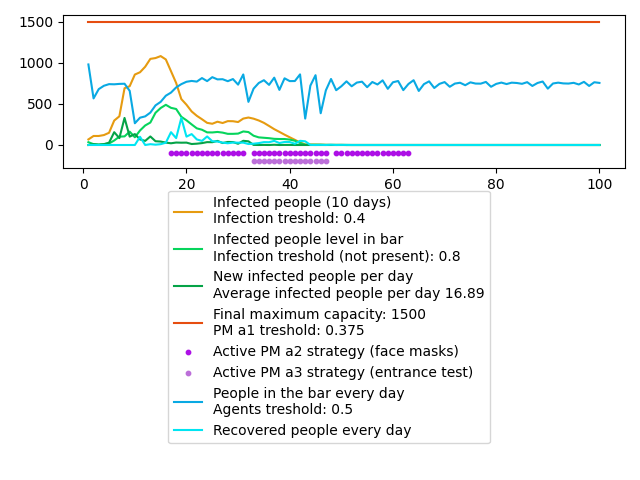 1500
1000
500
0
0 20 40 60 80 100
Infected people (10 days)
Infection treshold: 0.4
Infected people level in bar
Infection treshold (not present): 0.8
New infected people per day
Average infected people per day 16.89
Final maximum capacity: 1500
PM a1 treshold: 0.375
Active PM a2 strategy (face masks)
Active PM a3 strategy (entrance test)
People in the bar every day
Agents treshold: 0.5
Recovered people every day